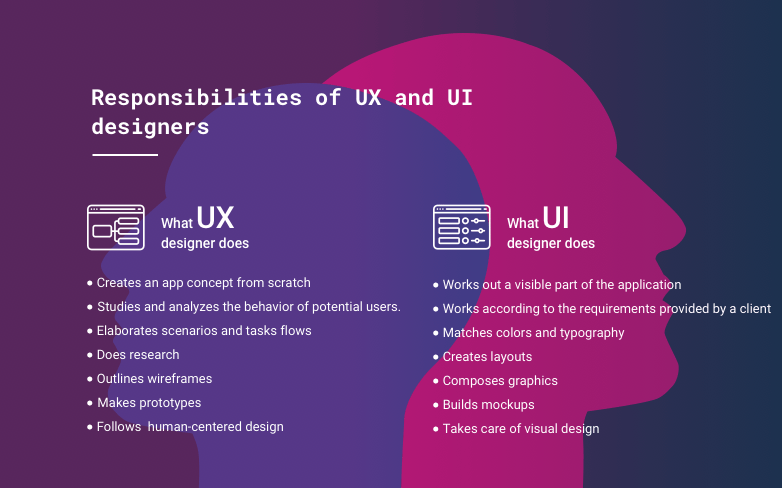 Responsibilities of UX and UI
designers
What UX
designer does
● Creates an app concept from scratch
● Studies and analyzes the behavior of potential users.
● Elaborates scenarios and tasks flows
● Does research
● Outlines wireframes
● Makes prototypes
● Follows human-centered design
What UI
designer does
● Works out a visible part of the application
● Works according to the requirements provided by a client
● Matches colors and typography
● Creates layouts
● Composes graphics
● Builds mockups
● Takes care of visual design